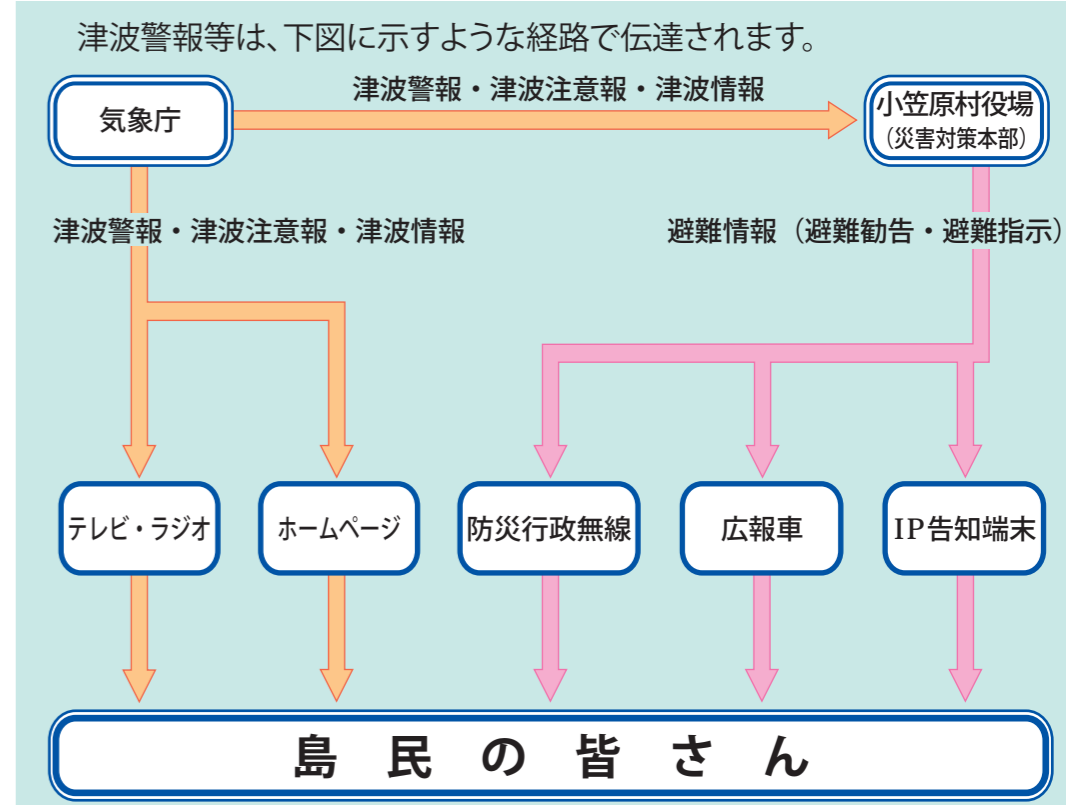 津波警報等は、下図に示すような経路で伝達されます。
津波警報・津波注意報・津波情報
気象庁
小笠原村役場
（災害対策本部）
津波警報・津波注意報・津波情報
避難情報（避難勧告・避難指示）
テレビ・ラジオ
ホームページ
防災行政無線
広報車
IP告知端末
島民の皆さん